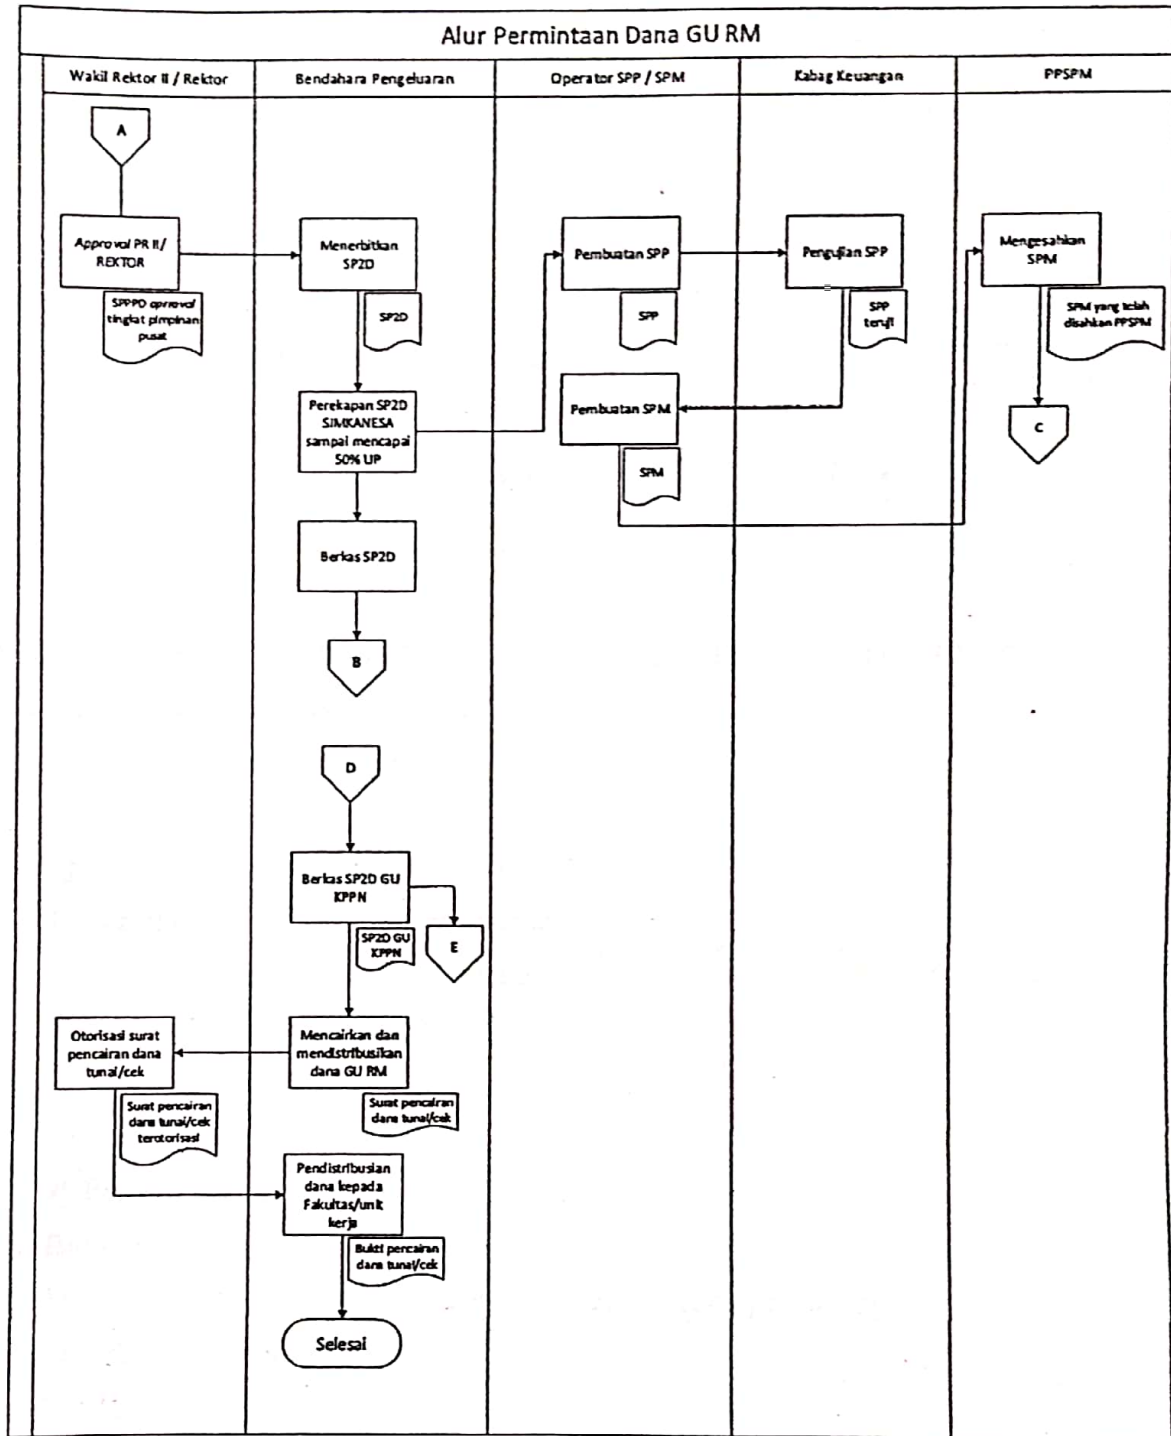 Alur Permintaan Dana GU RM
Wakil Rektor II / Rektor
Bendahara Pengeluaran
Operator SPP / SPM
Kabag Keuangan
PPSPM
A
Approval PR II/
REKTOR
SPPPD aproval
tingkat pimpinan
pusat
Menerbitkan
SP2D
SP2D
Pembuatan SPP
SPP
Pengujian SPP
SPP
teruji
Mengesahkan
SPM
SPM yang telah
disahkan PPSPM
Perekapan SP2D
SIMKANESA
sampai mencapai
50% UP
Pembuatan SPM
SPM
C
Berkas SP2D
B
D
Berkas SP2D GU
KPPN
SP2D GU
KPPN
E
Otorisasi surat
pencairan dana
tunai/cek
Surat pencairan
dana tunai/cek
terotorisasi
Mencairkan dan
mendistribusikan
dana GU RM
Surat pencairan
dana tunai/cek
Pendistribusian
dana kepada
Fakultas/unit
kerja
Bukti pencairan
dana tunai/cek
Selesai